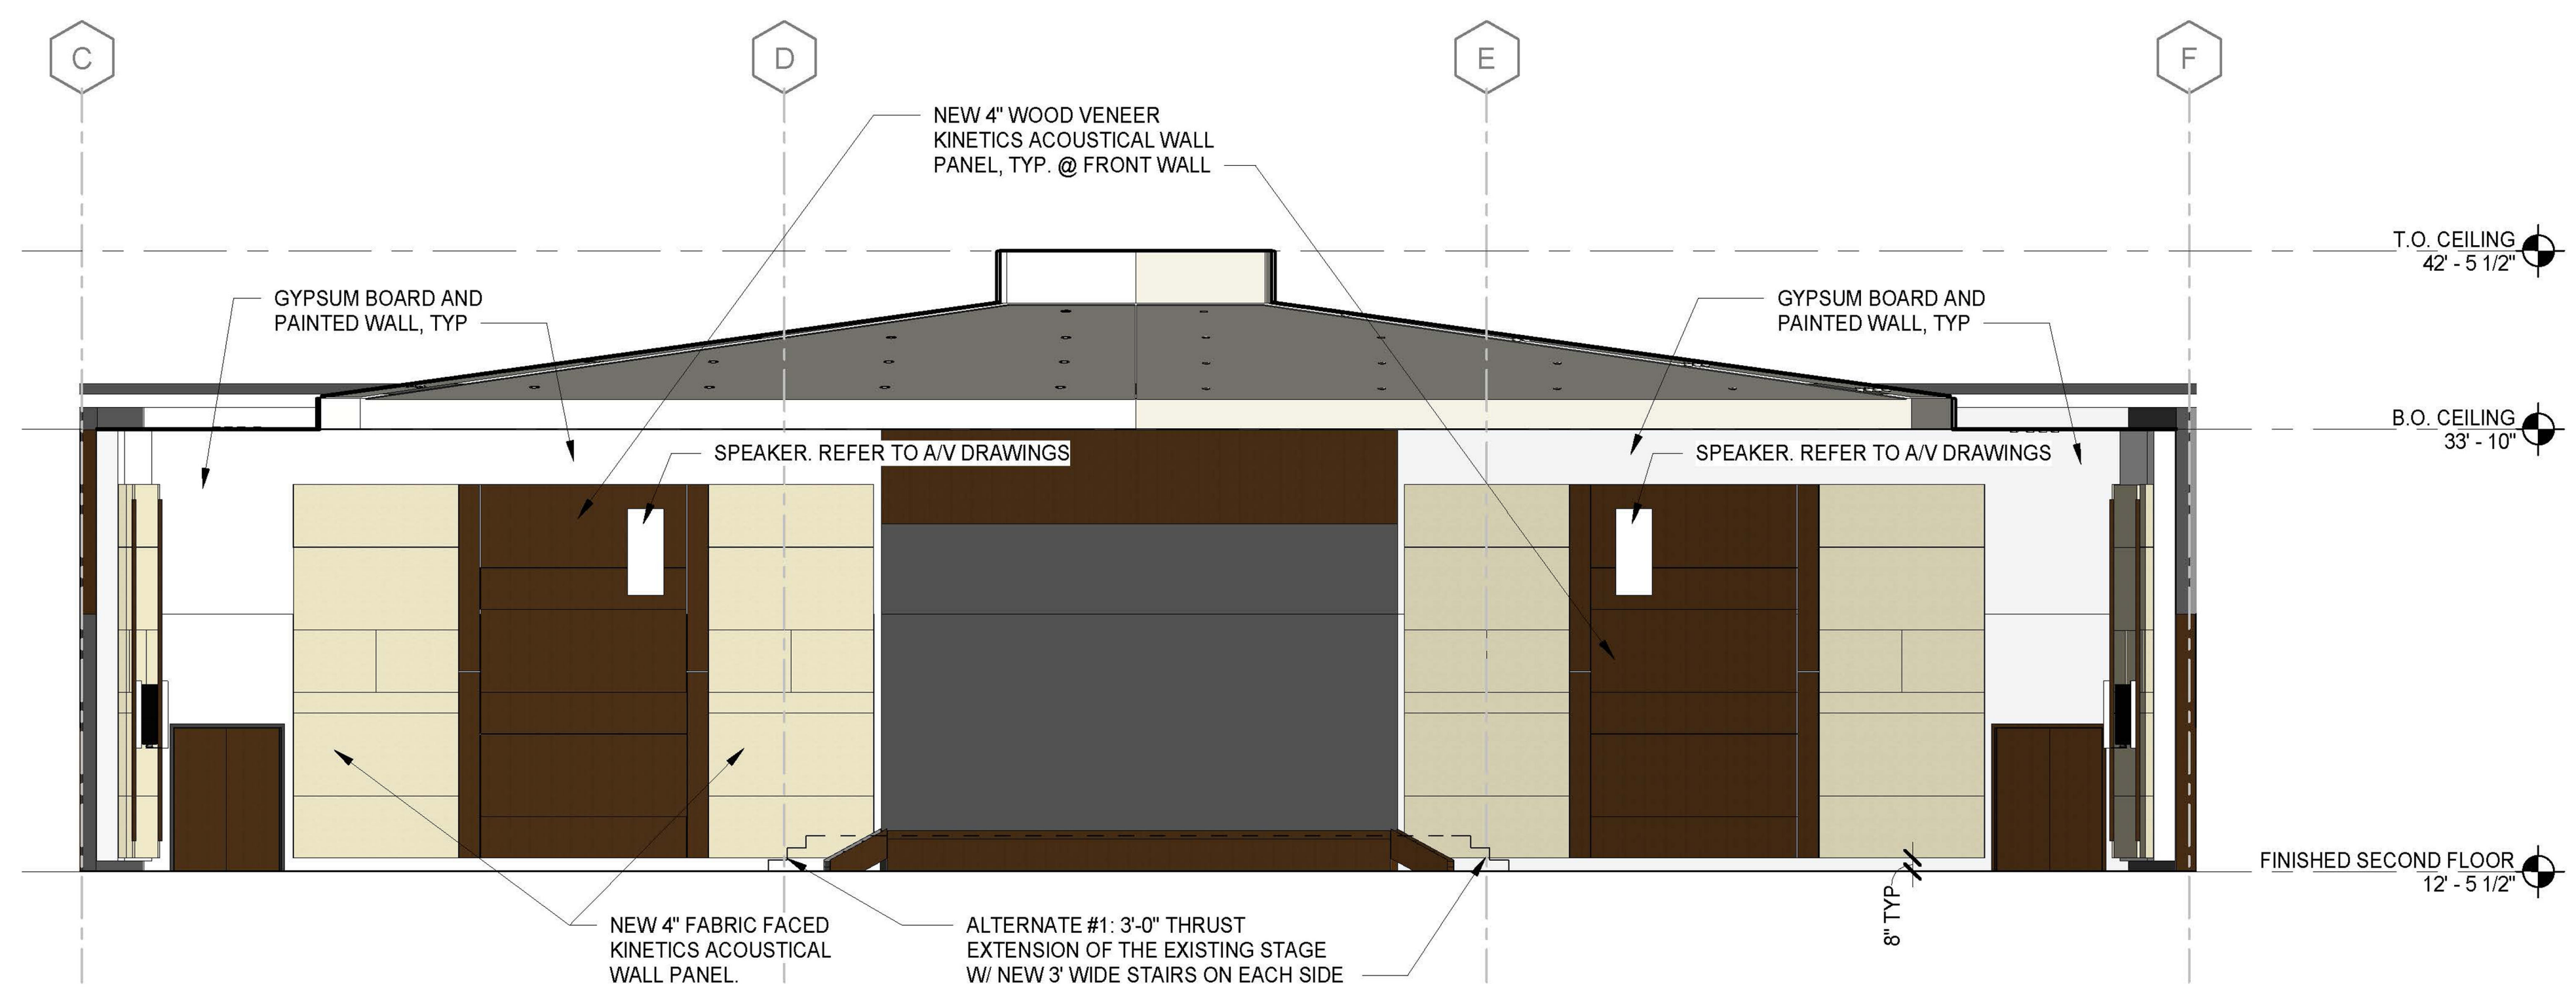 C
D
E
F
NEW 4" WOOD VENEER
KINETICS ACOUSTICAL WALL
PANEL, TYP. @ FRONT WALL
T.O. CEILING
42' - 5 1/2"
GYPSUM BOARD AND
PAINTED WALL, TYP
GYPSUM BOARD AND
PAINTED WALL, TYP
B.O. CEILING
33' - 10"
SPEAKER. REFER TO A/V DRAWINGS
SPEAKER. REFER TO A/V DRAWINGS
FINISHED SECOND FLOOR
12' - 5 1/2"
8" TYP
NEW 4" FABRIC FACED
KINETICS ACOUSTICAL
WALL PANEL.
ALTERNATE #1: 3'-0" THRUST
EXTENSION OF THE EXISTING STAGE
W/ NEW 3' WIDE STAIRS ON EACH SIDE